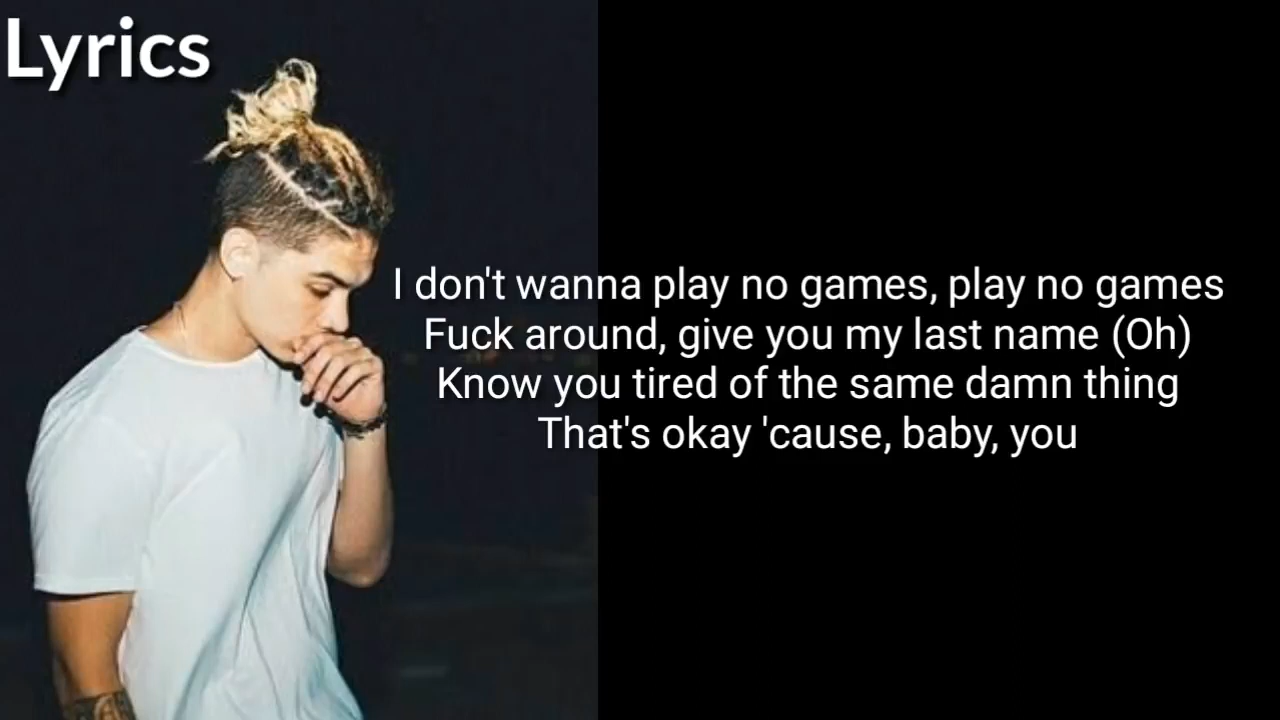 Lyrics
I don't wanna play no games, play no games
Fuck around, give you my last name (Oh)
Know you tired of the same damn thing
That's okay 'cause, baby, you